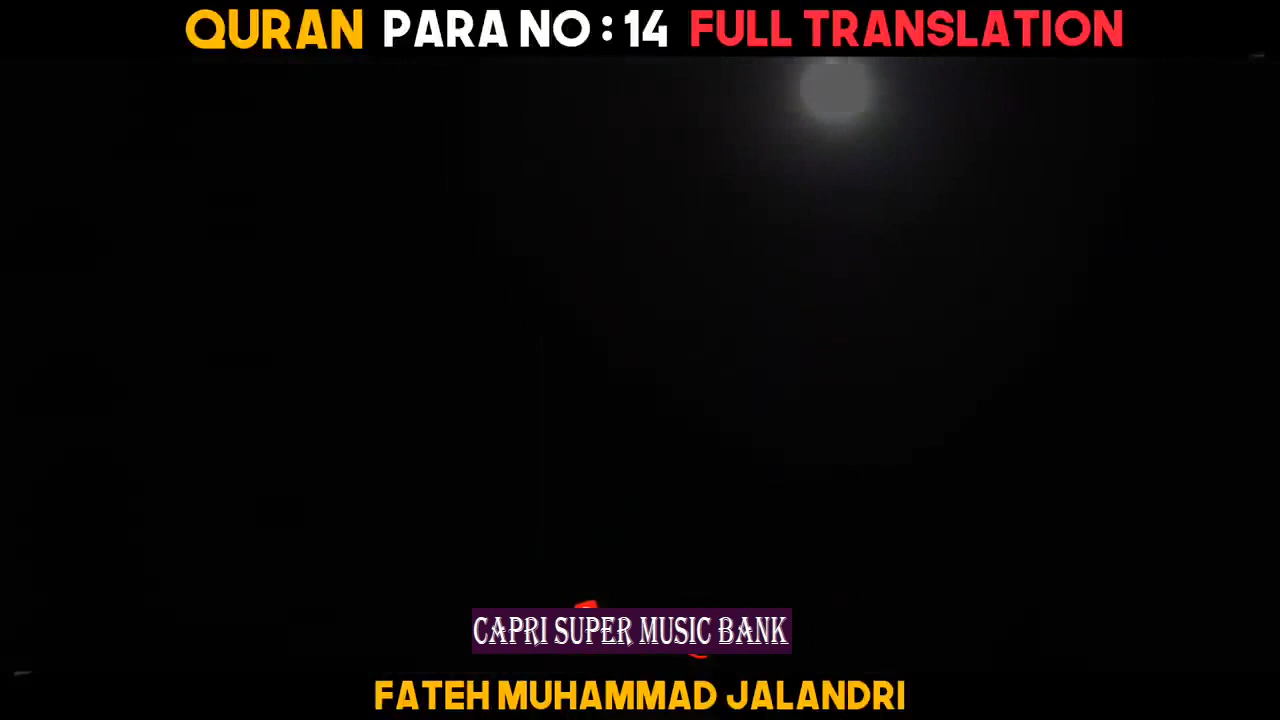 QURAN PARA NO : 14 FULL TRANSLATION
CAPRI SUPER MUSIC BANK
FATEH MUHAMMAD JALANDRI